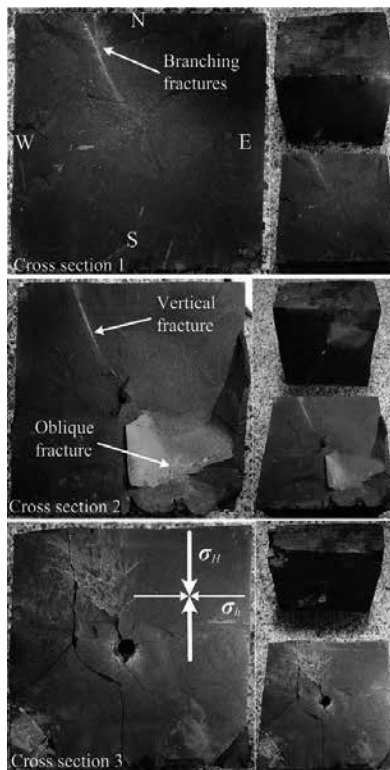 N
Branching
fractures
W
E
S
Cross section 1
Vertical
fracture
Oblique
fracture
Cross section 2
σH
σh
Cross section 3